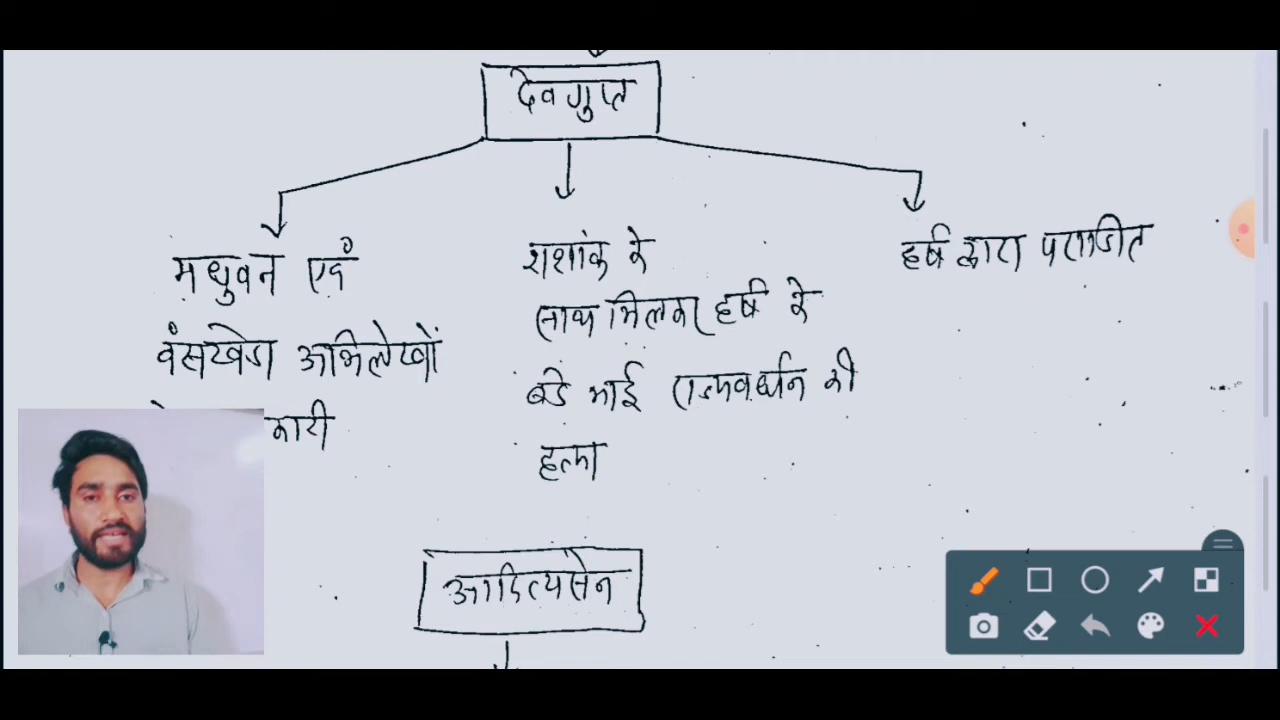 देवगुप्त
मधुवन एवं
वंसखेडा अभिलेखों
कारी
शशांक के
साथ मिलकर हर्ष के
बडे भाई राज्यवर्धन की
हत्या
हर्ष द्वारा पराजित
आदित्यसेन